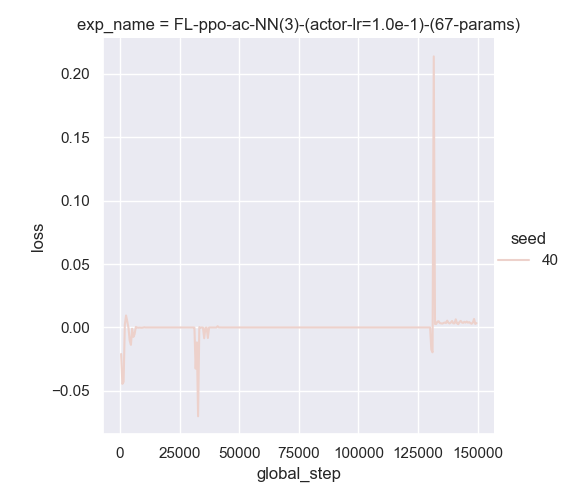 exp_name = FL-ppo-ac-NN(3)-(actor-lr=1.0e-1)-(67-params)
0.20
0.15
0.10
0.05
0.00
−0.05
loss
0 25000 50000 75000 100000 125000 150000
global_step
seed
40